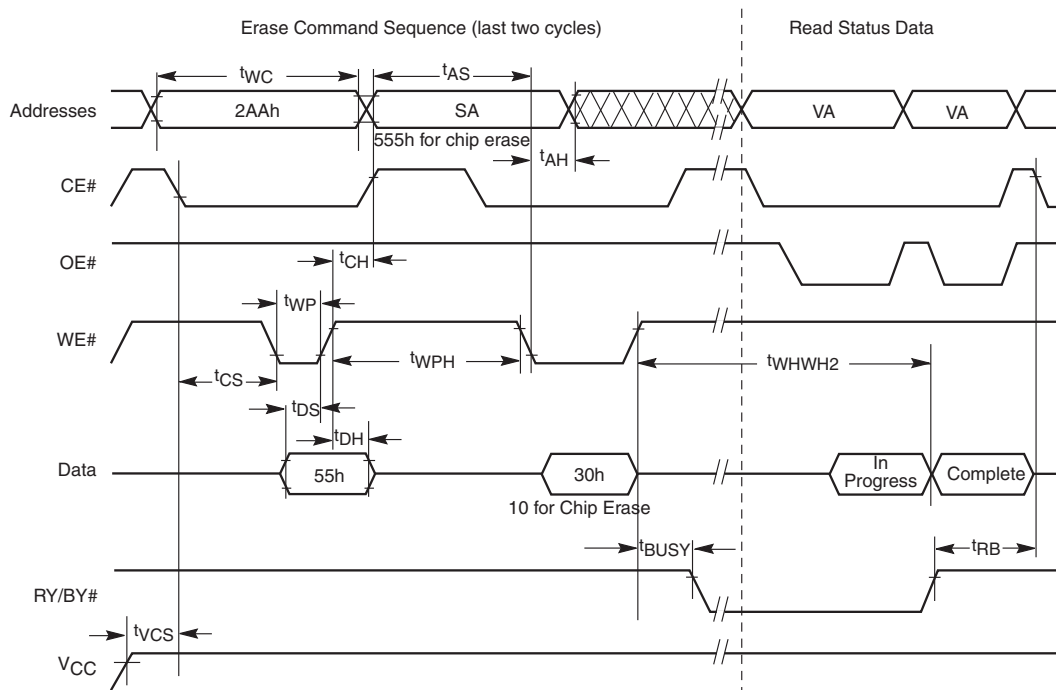 Erase Command Sequence (last two cycles)
Read Status Data
tWC
tAS
Addresses
2AAh
SA
VA
VA
555h for chip erase
tAH
CE#
OE#
tCH
tWP
WE#
tWPH
tWHWH2
tCS
tDS
tDH
Data
55h
30h
In
Progress
Complete
10 for Chip Erase
tBUSY
tRB
RY/BY#
tVCS
VCC